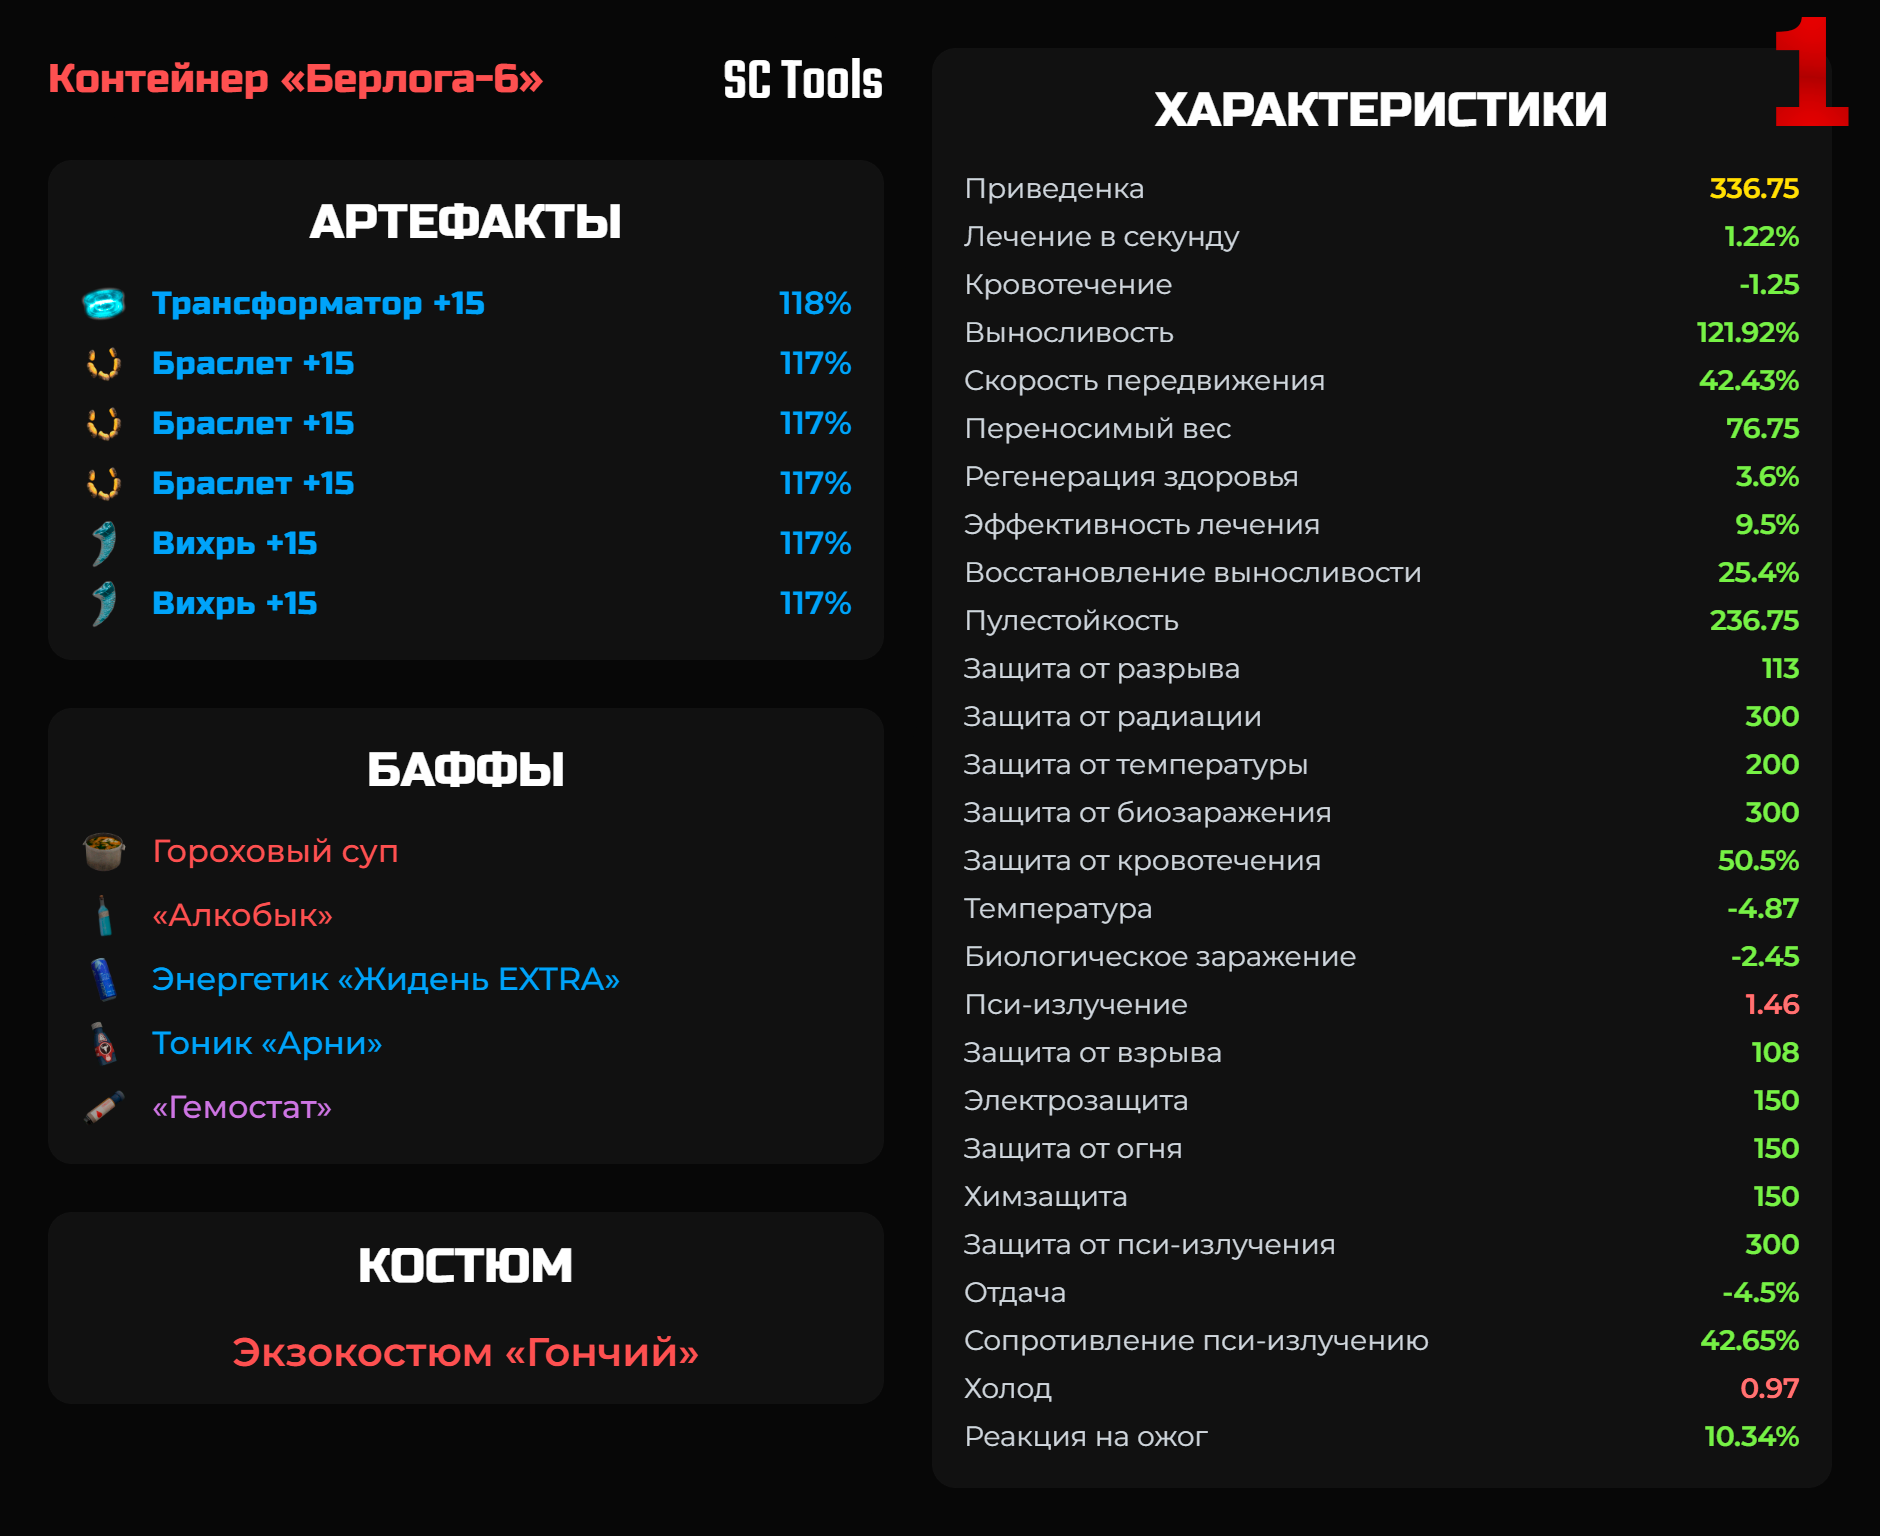 Контейнер «Берлога-6»
SC Tools
АРТЕФАКТЫ
Трансформатор +15 118%
Браслет +15 117%
Браслет +15 117%
Браслет +15 117%
Вихрь +15 117%
Вихрь +15 117%
БАФФЫ
Гороховый суп
«Алкобык»
Энергетик «Жидень EXTRA»
Тоник «Арни»
«Гемостат»
КОСТЮМ
Экзокостюм «Гончий»
1
ХАРАКТЕРИСТИКИ
Приведенка 336.75
Лечение в секунду 1.22%
Кровотечение -1.25
Выносливость 121.92%
Скорость передвижения 42.43%
Переносимый вес 76.75
Регенерация здоровья 3.6%
Эффективность лечения 9.5%
Восстановление выносливости 25.4%
Пулестойкость 236.75
Защита от разрыва 113
Защита от радиации 300
Защита от температуры 200
Защита от биозаражения 300
Защита от кровотечения 50.5%
Температура -4.87
Биологическое заражение -2.45
Пси-излучение 1.46
Защита от взрыва 108
Электрозащита 150
Защита от огня 150
Химзащита 150
Защита от пси-излучения 300
Отдача -4.5%
Сопротивление пси-излучению 42.65%
Холод 0.97
Реакция на ожог 10.34%